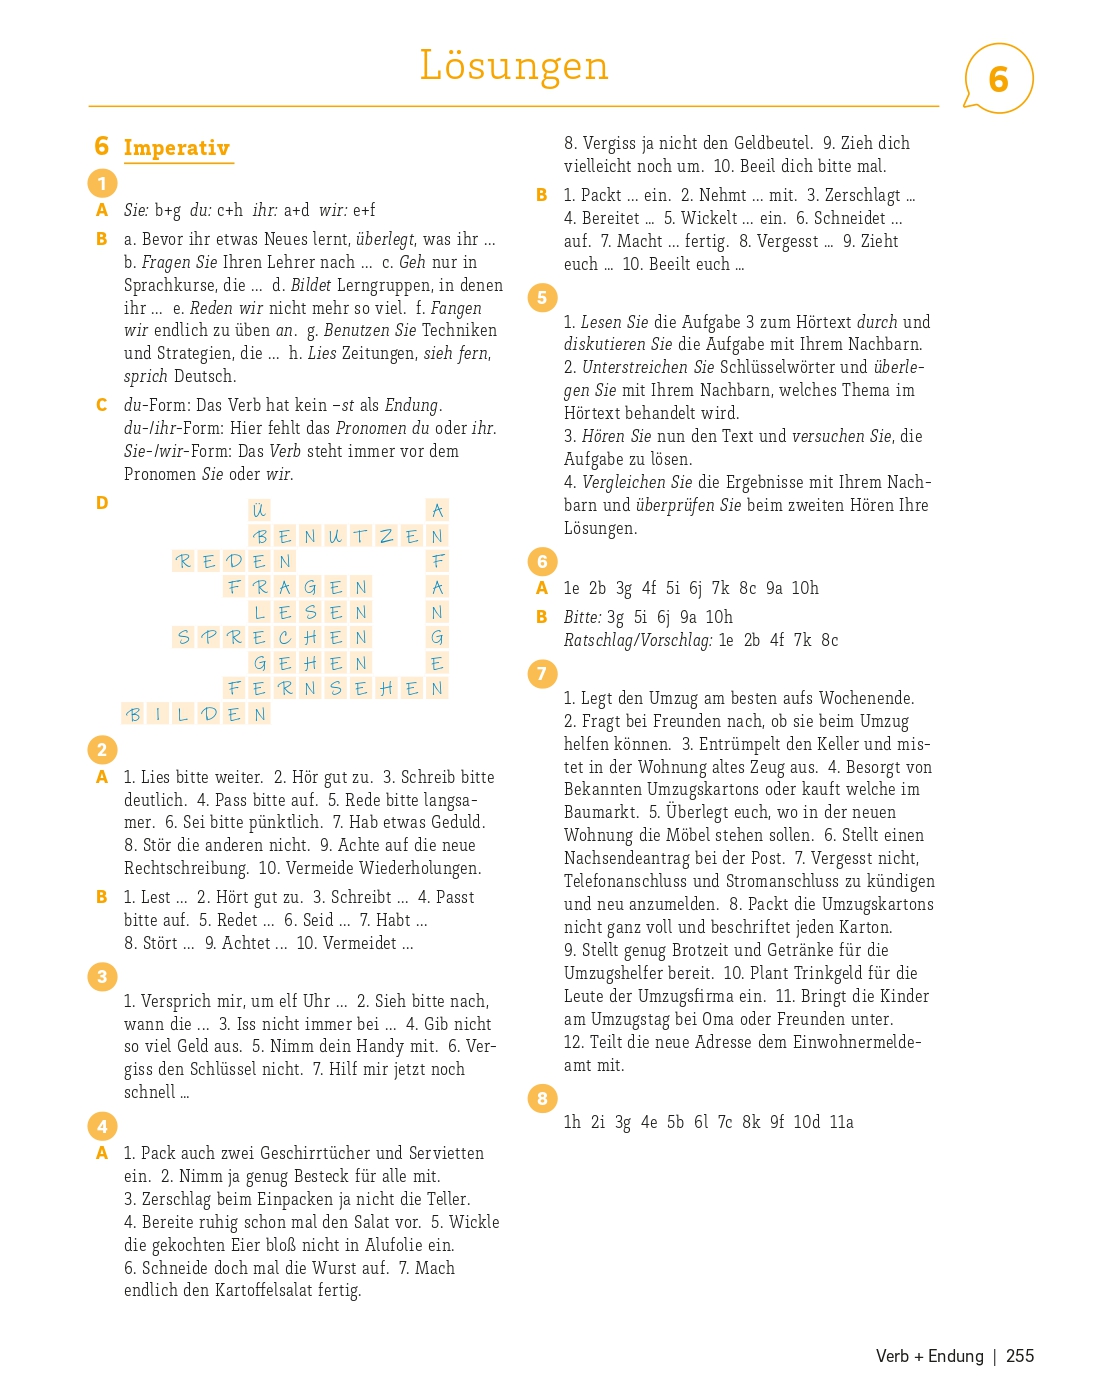 Lösungen
6
6 Imperativ
1
A Sie: b+g du: c+h ihr: a+d wir: e+f
B a. Bevor ihr etwas Neues lernt, überlegt, was ihr ...
b. Fragen Sie Ihren Lehrer nach ... c. Geh nur in
Sprachkurse, die ... d. Bildet Lerngruppen, in denen
ihr ... e. Reden wir nicht mehr so viel. f. Fangen
wir endlich zu üben an. g. Benutzen Sie Techniken
und Strategien, die ... h. Lies Zeitungen, sieh fern,
sprich Deutsch.
C du-Form: Das Verb hat kein –st als Endung.
du-/ihr-Form: Hier fehlt das Pronomen du oder ihr.
Sie-/wir-Form: Das Verb steht immer vor dem
Pronomen Sie oder wir.
D
Ü A
B E N U T Z E N
R E D E N F
F R A G E N A
L E S E N N
S P R E C H E N G
G E H E N E
F E R N S E H E N
B I L D E N
2
A 1. Lies bitte weiter. 2. Hör gut zu. 3. Schreib bitte
deutlich. 4. Pass bitte auf. 5. Rede bitte langsa-
mer. 6. Sei bitte pünktlich. 7. Hab etwas Geduld.
8. Stör die anderen nicht. 9. Achte auf die neue
Rechtschreibung. 10. Vermeide Wiederholungen.
B 1. Lest ... 2. Hört gut zu. 3. Schreibt ... 4. Passt
bitte auf. 5. Redet ... 6. Seid ... 7. Habt ...
8. Stört ... 9. Achtet ... 10. Vermeidet ...
3
1. Versprich mir, um elf Uhr ... 2. Sieh bitte nach,
wann die ... 3. Iss nicht immer bei ... 4. Gib nicht
so viel Geld aus. 5. Nimm dein Handy mit. 6. Ver-
giss den Schlüssel nicht. 7. Hilf mir jetzt noch
schnell ...
4
A 1. Pack auch zwei Geschirrtücher und Servietten
ein. 2. Nimm ja genug Besteck für alle mit.
3. Zerschlag beim Einpacken ja nicht die Teller.
4. Bereite ruhig schon mal den Salat vor. 5. Wickle
die gekochten Eier bloß nicht in Alufolie ein.
6. Schneide doch mal die Wurst auf. 7. Mach
endlich den Kartoffelsalat fertig.
8. Vergiss ja nicht den Geldbeutel. 9. Zieh dich
vielleicht noch um. 10. Beeil dich bitte mal.
B 1. Packt ... ein. 2. Nehmt ... mit. 3. Zerschlagt ...
4. Bereitet ... 5. Wickelt ... ein. 6. Schneidet ...
auf. 7. Macht ... fertig. 8. Vergesst ... 9. Zieht
euch ... 10. Beeilt euch ...
5
1. Lesen Sie die Aufgabe 3 zum Hörtext durch und
diskutieren Sie die Aufgabe mit Ihrem Nachbarn.
2. Unterstreichen Sie Schlüsselwörter und überle-
gen Sie mit Ihrem Nachbarn, welches Thema im
Hörtext behandelt wird.
3. Hören Sie nun den Text und versuchen Sie, die
Aufgabe zu lösen.
4. Vergleichen Sie die Ergebnisse mit Ihrem Nach-
barn und überprüfen Sie beim zweiten Hören Ihre
Lösungen.
6
A 1e 2b 3g 4f 5i 6j 7k 8c 9a 10h
B Bitte: 3g 5i 6j 9a 10h
Ratschlag/Vorschlag: 1e 2b 4f 7k 8c
7
1. Legt den Umzug am besten aufs Wochenende.
2. Fragt bei Freunden nach, ob sie beim Umzug
helfen können. 3. Entrümpelt den Keller und mis-
tet in der Wohnung altes Zeug aus. 4. Besorgt von
Bekannten Umzugskartons oder kauft welche im
Baumarkt. 5. Überlegt euch, wo in der neuen
Wohnung die Möbel stehen sollen. 6. Stellt einen
Nachsendeantrag bei der Post. 7. Vergesst nicht,
Telefonanschluss und Stromanschluss zu kündigen
und neu anzumelden. 8. Packt die Umzugskartons
nicht ganz voll und beschriftet jeden Karton.
9. Stellt genug Brotzeit und Getränke für die
Umzugshelfer bereit. 10. Plant Trinkgeld für die
Leute der Umzugsfirma ein. 11. Bringt die Kinder
am Umzugstag bei Oma oder Freunden unter.
12. Teilt die neue Adresse dem Einwohnermelde-
amt mit.
8
1h 2i 3g 4e 5b 6l 7c 8k 9f 10d 11a
Verb + Endung | 255